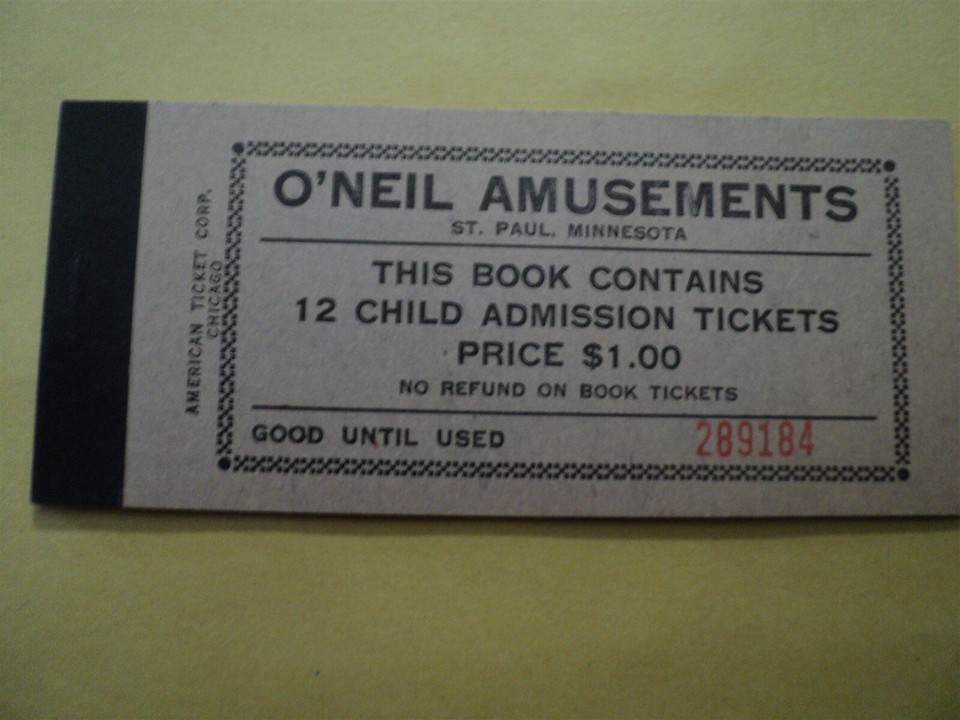 O'NEIL AMUSEMENTS
ST. PAUL, MINNESOTA
THIS BOOK CONTAINS
12 CHILD ADMISSION TICKETS
PRICE $1.00
NO REFUND ON BOOK TICKETS
GOOD UNTIL USED
289184
AMERICAN TICKET CORP.
CHICAGO